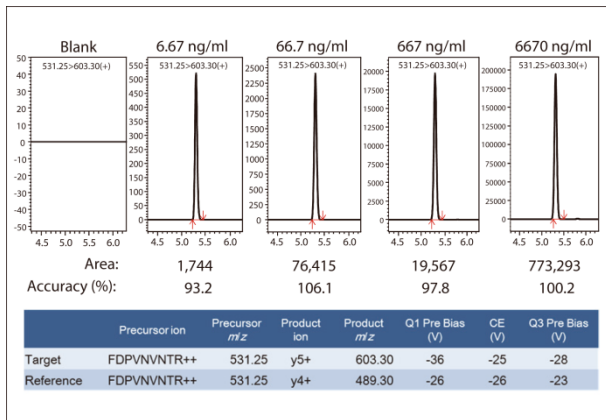 Blank 6.67 ng/ml 66.7 ng/ml 667 ng/ml 6670 ng/ml
531.25>603.30(+) 531.25>603.30(+) 531.25>603.30(+) 531.25>603.30(+) 531.25>603.30(+)
50 40 30 20 10 0 -10 -20 -30 -40 -50
550 500 450 400 350 300 250 200 150 100 50 0
2500 2250 2000 1750 1500 1250 1000 750 500 250 0
20000 17500 15000 12500 10000 7500 5000 2500 0
200000 175000 150000 125000 100000 75000 50000 25000 0
4.5 5.0 5.5 6.0 4.5 5.0 5.5 6.0 4.5 5.0 5.5 6.0 4.5 5.0 5.5 6.0 4.5 5.0 5.5 6.0
Area: 1,744 76,415 19,567 773,293
Accuracy (%): 93.2 106.1 97.8 100.2
Precursor ion Precursor m/z Product ion Product m/z Q1 Pre Bias (V) CE (V) Q3 Pre Bias (V)
Target FDPVNVNTR++ 531.25 y5+ 603.30 -36 -25 -28
Reference FDPVNVNTR++ 531.25 y4+ 489.30 -26 -26 -23